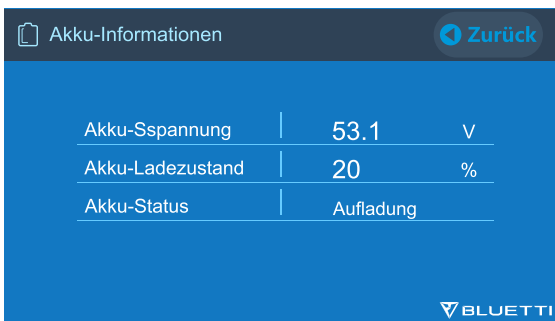 Akku-Informationen Zurück
Akku-Sspannung 53.1 V
Akku-Ladezustand 20 %
Akku-Status Aufladung
BLUETTI